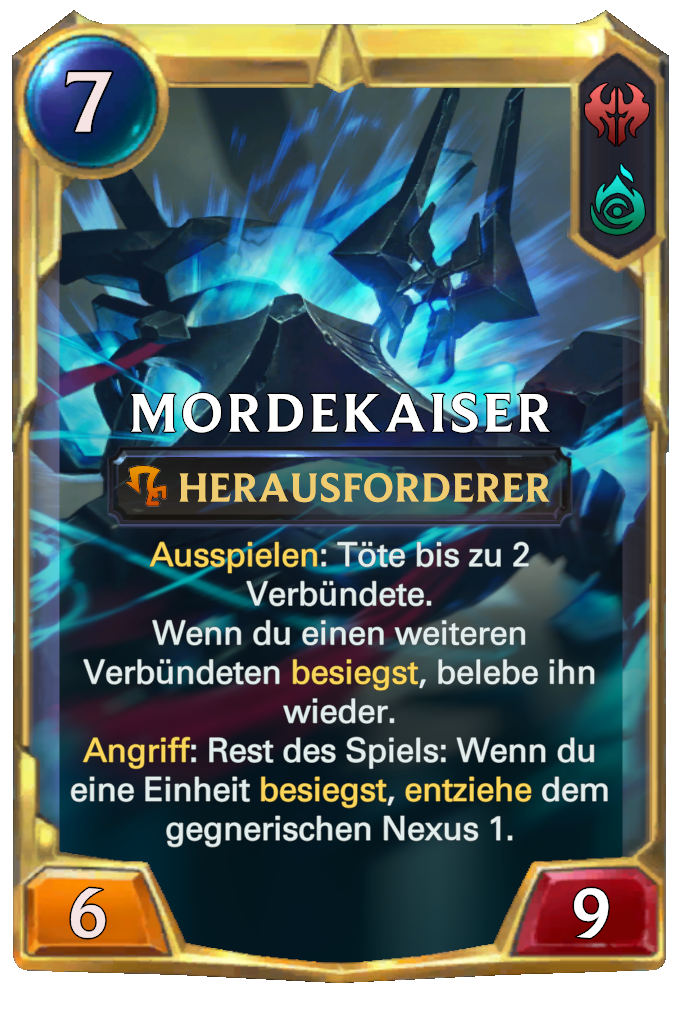 7
MORDEKAISER
HERAUSFORDERER
Ausspielen: Töte bis zu 2
Verbündete.
Wenn du einen weiteren
Verbündeten besiegst, belebe ihn
wieder.
Angriff: Rest des Spiels: Wenn du
eine Einheit besiegst, entziehe dem
gegnerischen Nexus 1.
6
9